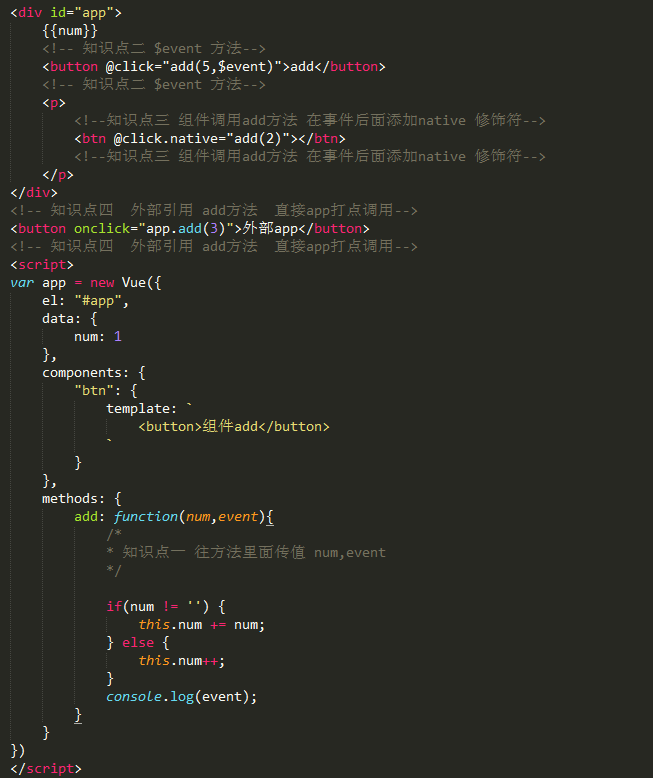 <div id="app">
    {{num}}
    <!-- 知识点二 $event 方法-->
    <button @click="add(5,$event)">add</button>
    <!-- 知识点二 $event 方法-->
    <p>
        <!--知识点三 组件调用add方法 在事件后面添加native 修饰符-->
        <btn @click.native="add(2)"></btn>
        <!--知识点三 组件调用add方法 在事件后面添加native 修饰符-->
    </p>
</div>
<!-- 知识点四  外部引用 add方法  直接app打点调用-->
<button onclick="app.add(3)">外部app</button>
<!-- 知识点四  外部引用 add方法  直接app打点调用-->
<script>
var app = new Vue({
    el: "#app",
    data: {
        num: 1
    },
    components: {
        "btn": {
            template: `
                <button>组件add</button>
            `
        }
    },
    methods: {
        add: function(num,event){
            /*
            * 知识点一 往方法里面传值 num,event
            */
            if(num != '') {
                this.num += num;
            } else {
                this.num++;
            }
            console.log(event);
        }
    }
})
</script>